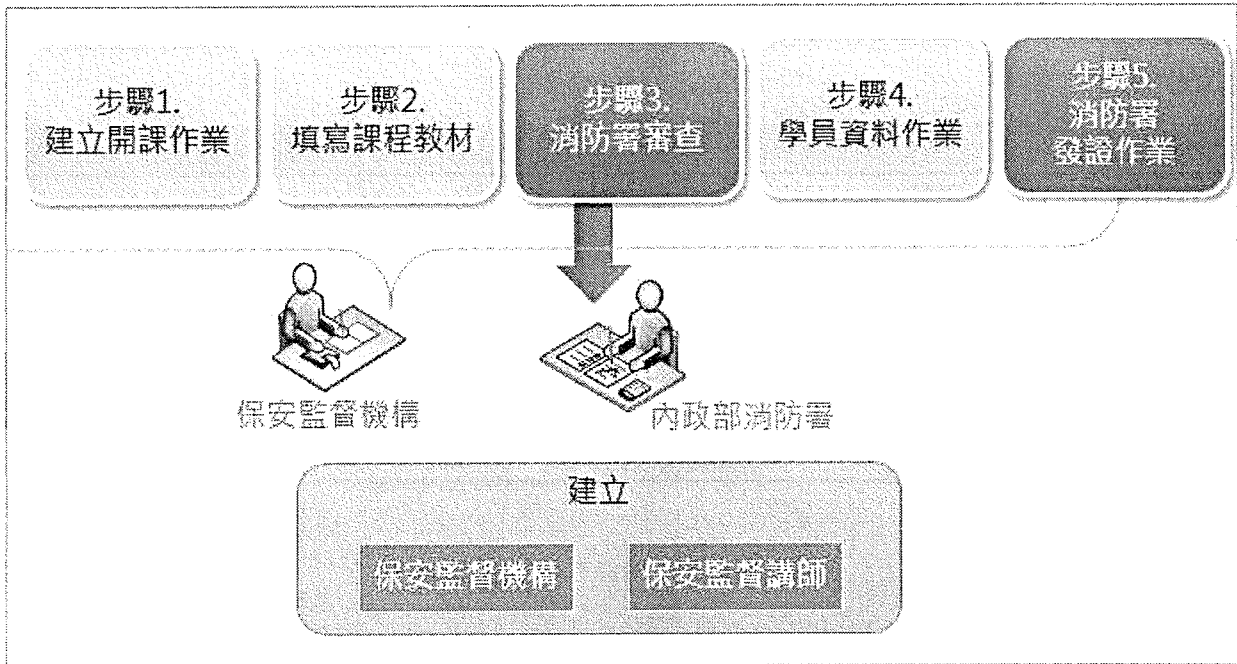 步驟1.
建立開課作業
步驟2.
填寫課程教材
步驟3.
消防署審查
步驟4.
學員資料作業
步驟5.
消防署
發證作業
保安監督機構
內政部消防署
建立
保安監督機構
保安監督講師